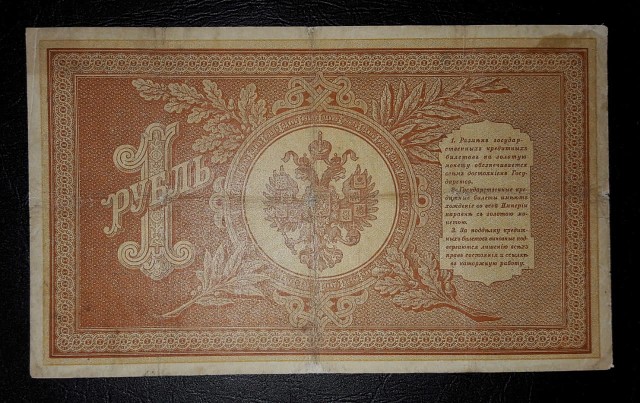 1
РУБЛЬ
1. Размѣнъ государ-
ственныхъ кредитныхъ
билетовъ на золотую
монету обезпечивается
всѣмъ достояніемъ Госу-
дарства.
2. Государственные кре-
дитные билеты имѣютъ
хожденіе во всей Имперіи
наравнѣ съ золотою мо-
нетою.
3. За поддѣлку кредит-
ныхъ билетовъ виновные под-
вергаются лишенію всѣхъ
правъ состоянія и ссылкѣ
въ каторжную работу.